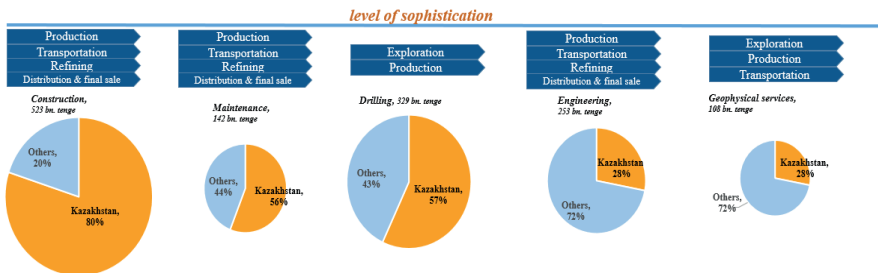 level of sophistication
Production
Transportation
Refining
Distribution & final sale
Production
Transportation
Refining
Distribution & final sale
Exploration
Production
Production
Transportation
Refining
Distribution & final sale
Exploration
Production
Transportation
Construction,
523 bn. tenge
Maintenance,
142 bn. tenge
Drilling, 329 bn. tenge
Engineering,
253 bn. tenge
Geophysical services,
108 bn. tenge
Others,
20%
Kazakhstan,
80%
Others,
44%
Kazakhstan,
56%
Others,
43%
Kazakhstan,
57%
Kazakhstan
28%
Others,
72%
Kazakhstan,
28%
Others,
72%